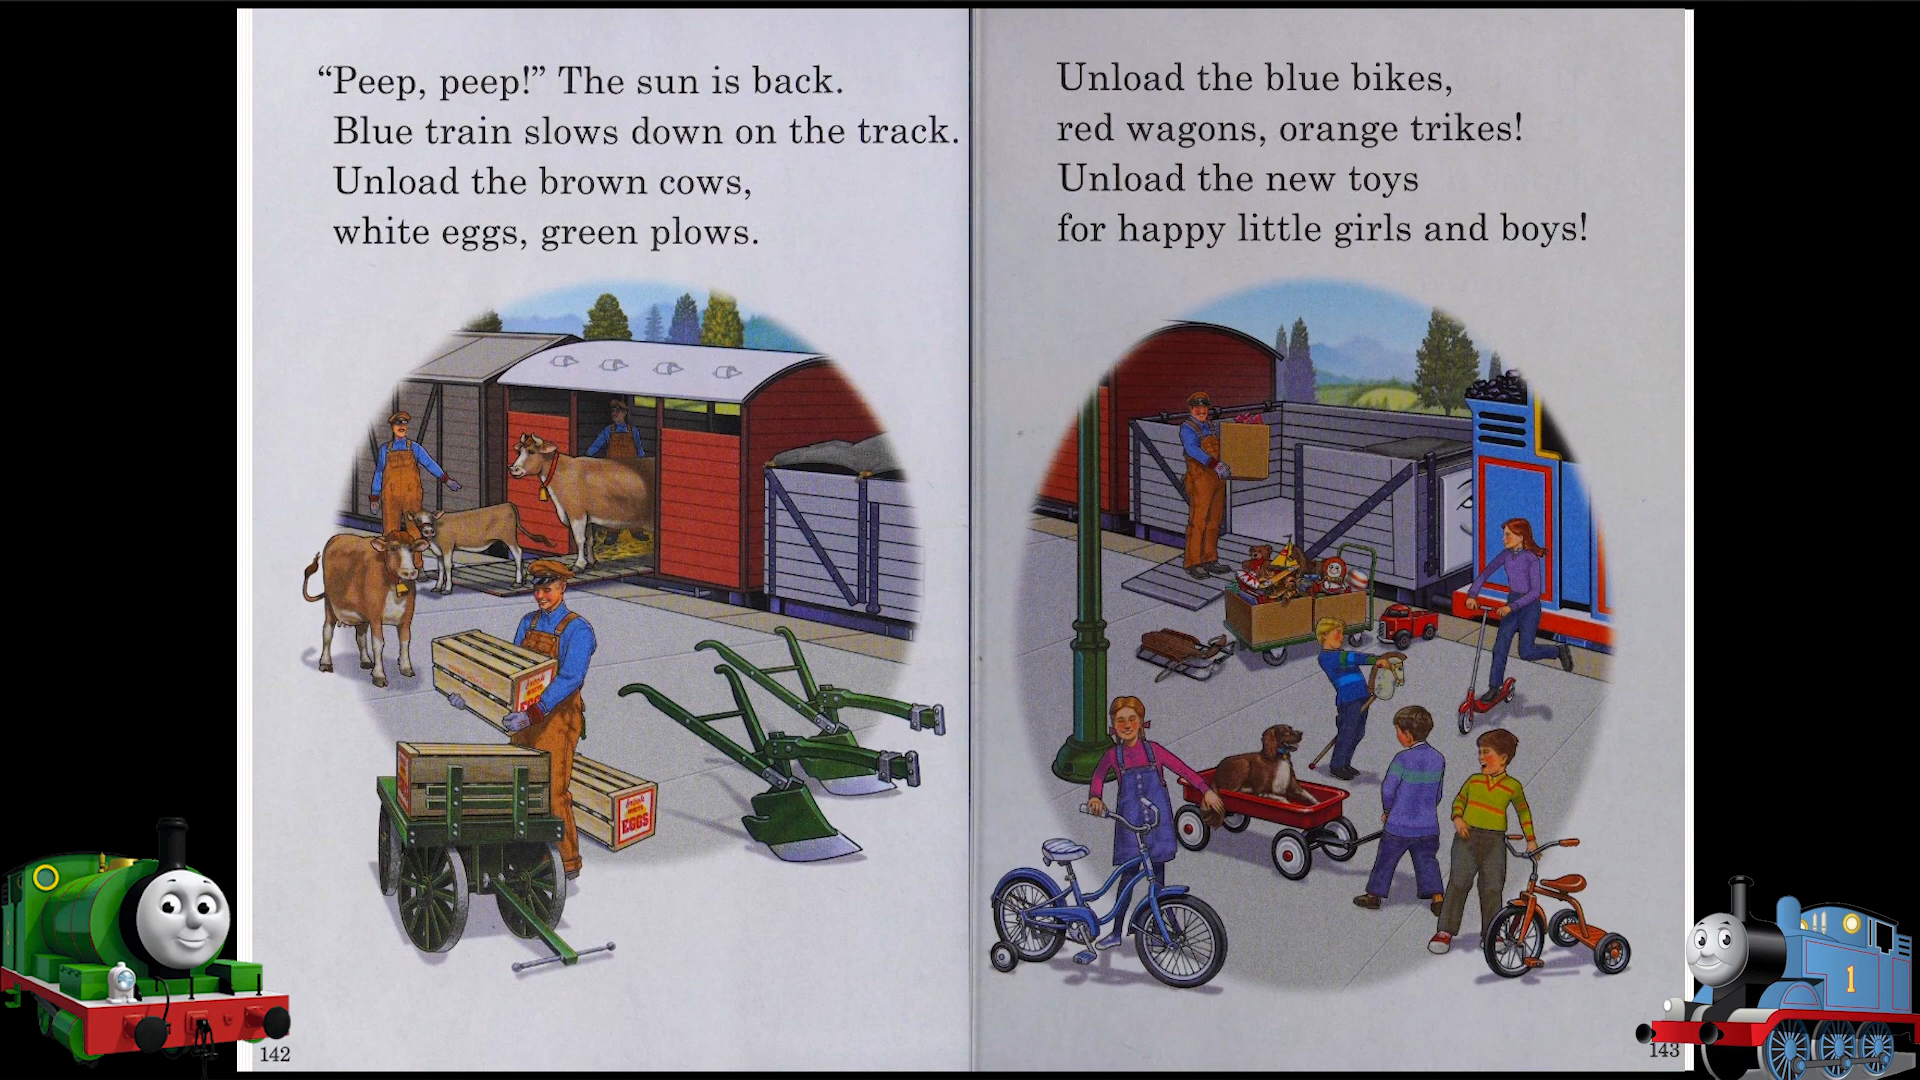 “Peep, peep!” The sun is back.
Blue train slows down on the track.
Unload the brown cows,
white eggs, green plows.
EGGS
142
Unload the blue bikes,
red wagons, orange trikes!
Unload the new toys
for happy little girls and boys!
1
143